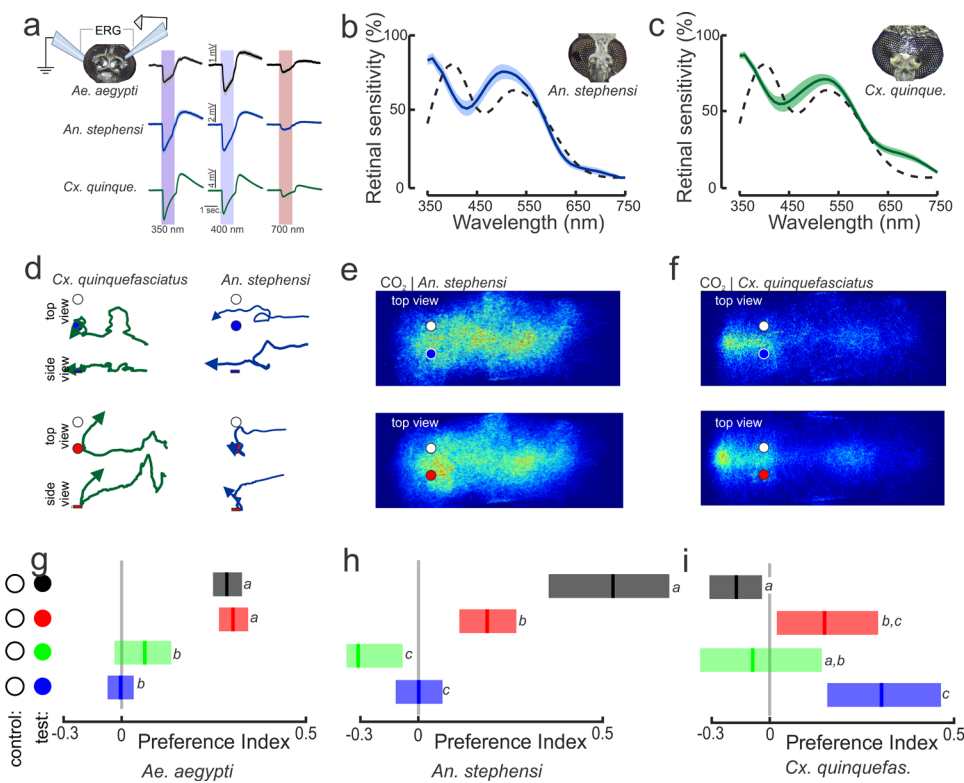 a
ERG
Ae. aegypti
An. stephensi
Cx. quinque.
1 mV
2 mV
4 mV
1 sec.
350 nm
400 nm
700 nm
b
Retinal sensitivity (%)
100
50
0
350
450
550
650
750
Wavelength (nm)
An. stephensi
c
Retinal sensitivity (%)
100
50
0
350
450
550
650
750
Wavelength (nm)
Cx. quinque.
d
Cx. quinquefasciatus
An. stephensi
top
view
side
view
top
view
side
view
e
CO₂ | An. stephensi
top view
top view
f
CO₂ | Cx. quinquefasciatus
top view
top view
g
a
a
b
b
control:
test:
-0.3
0
0.5
Preference Index
Ae. aegypti
h
a
b
c
c
-0.3
0
0.5
Preference Index
An. stephensi
i
a
b,c
a,b
c
-0.3
0
0.5
Preference Index
Cx. quinquefas.